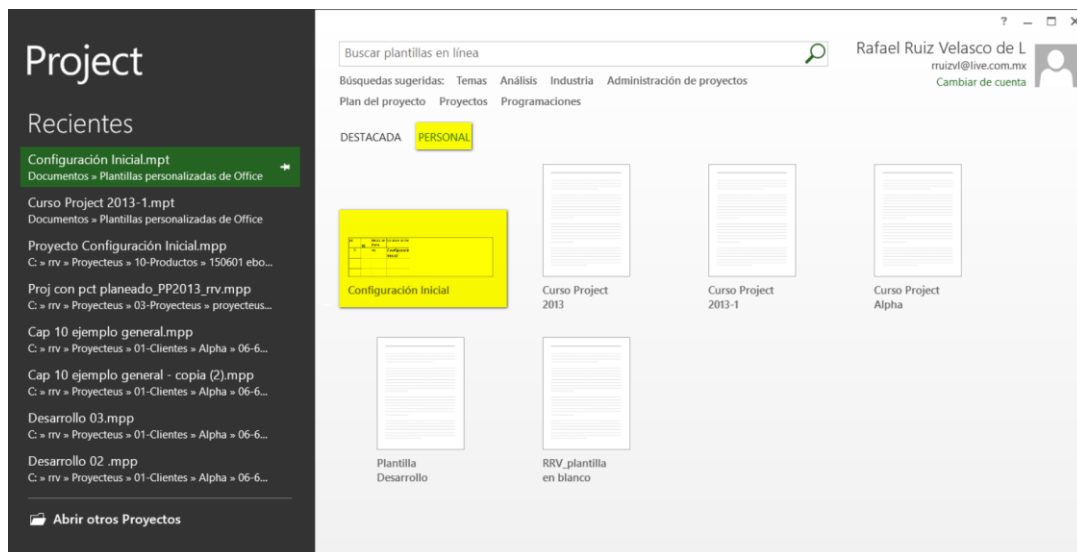 Project
Recientes
Configuración Inicial.mpt
Documentos » Plantillas personalizadas de Office
Curso Project 2013-1.mpt
Documentos » Plantillas personalizadas de Office
Proyecto Configuración Inicial.mpp
C: » rrv » Proyecteus » 10-Productos » 150601 ebo...
Proj con pct planeado_PP2013_rrv.mpp
C: » rrv » Proyecteus » 03-Proyecteus » proyecteus...
Cap 10 ejemplo general.mpp
C: » rrv » Proyecteus » 01-Clientes » Alpha » 06-6...
Cap 10 ejemplo general - copia (2).mpp
C: » rrv » Proyecteus » 01-Clientes » Alpha » 06-6...
Desarrollo 03.mpp
C: » rrv » Proyecteus » 01-Clientes » Alpha » 06-6...
Desarrollo 02 .mpp
C: » rrv » Proyecteus » 01-Clientes » Alpha » 06-6...
Abrir otros Proyectos
?
Buscar plantillas en línea
Rafael Ruiz Velasco de L
rruizvl@live.com.mx
Cambiar de cuenta
Búsquedas sugeridas: Temas Análisis Industria Administración de proyectos
Plan del proyecto Proyectos Programaciones
DESTACADA PERSONAL
Configuración Inicial
Curso Project
2013
Curso Project
2013-1
Curso Project
Alpha
Plantilla
Desarrollo
RRV_plantilla
en blanco